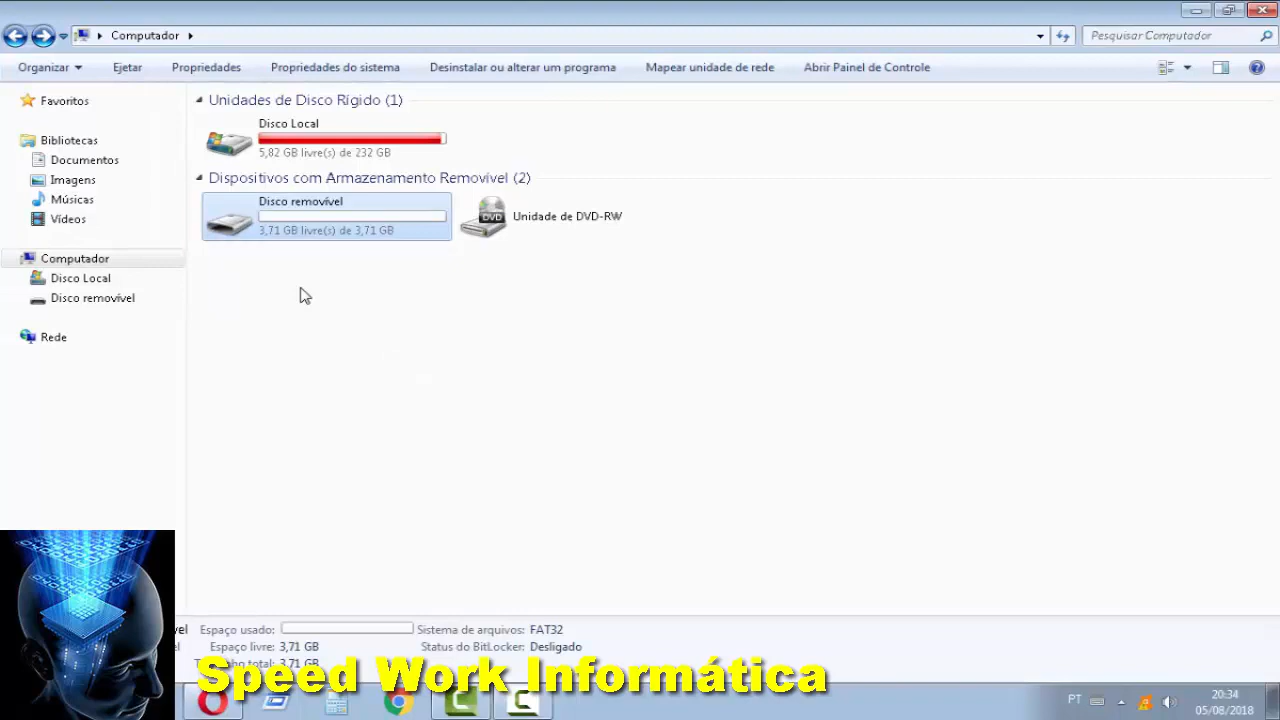 Computador
Pesquisar Computador
Organizar Ejetar Propriedades Propriedades do sistema Desinstalar ou alterar um programa Mapear unidade de rede Abrir Painel de Controle
Favoritos
Bibliotecas
Documentos
Imagens
Músicas
Vídeos
Computador
Disco Local
Disco removível
Rede
Unidades de Disco Rígido (1)
Disco Local
5,82 GB livre(s) de 232 GB
Dispositivos com Armazenamento Removível (2)
Disco removível
3,71 GB livre(s) de 3,71 GB
DVD
Unidade de DVD-RW
Espaço usado: Sistema de arquivos: FAT32
Espaço livre: 3,71 GB Status do BitLocker: Desligado
3,71 GB
Speed Work Informática
PT
20:34
05/08/2018